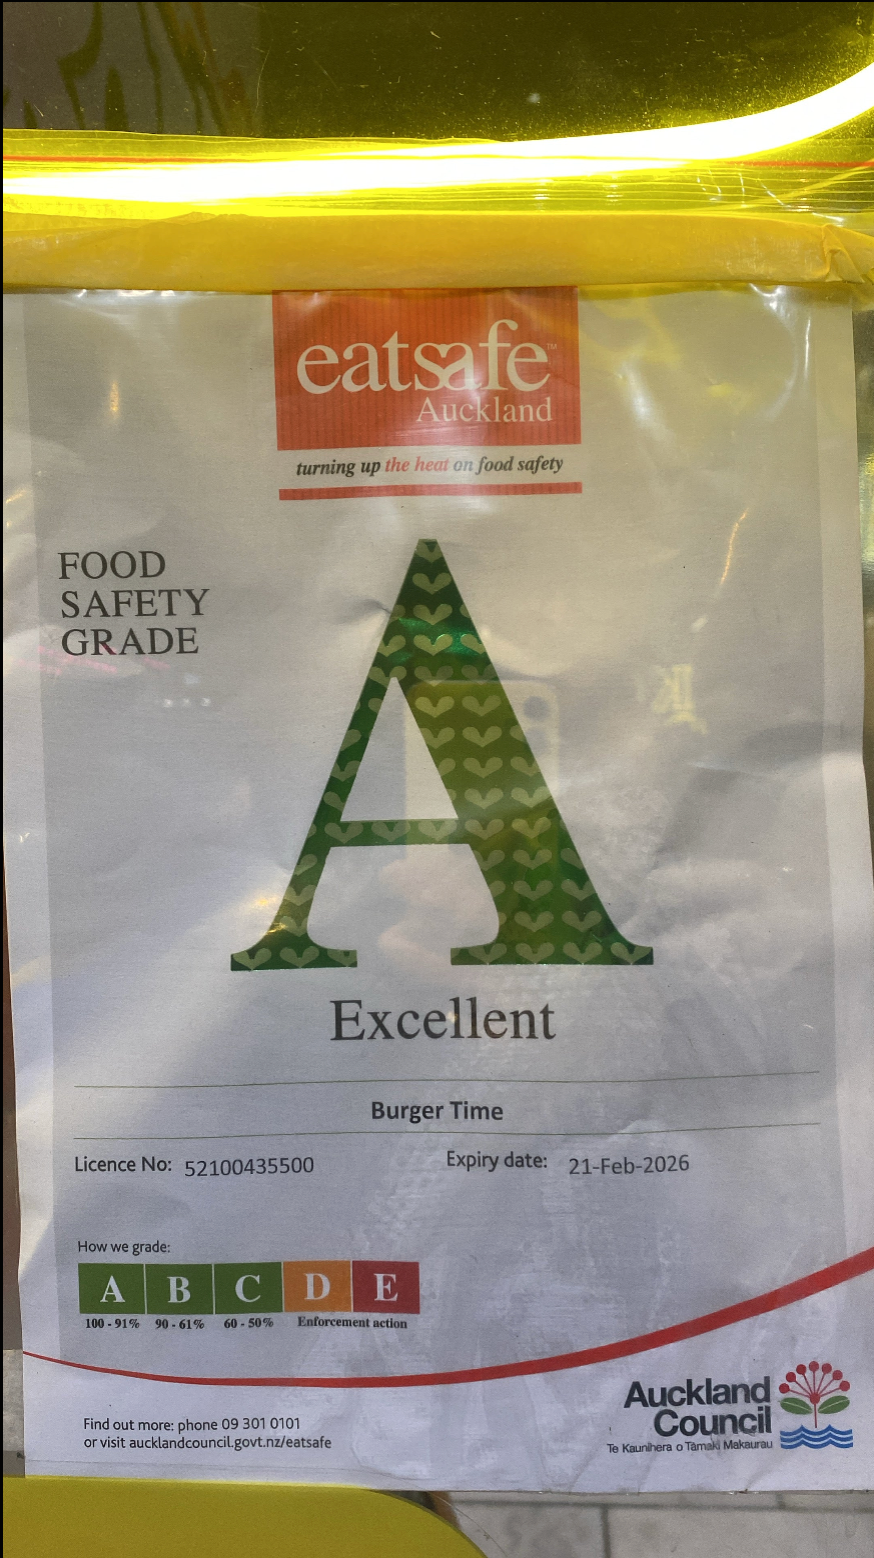 eatsafe™
Auckland
turning up the heat on food safety
FOOD
SAFETY
GRADE
A
Excellent
Burger Time
Licence No: 52100435500 Expiry date: 21-Feb-2026
How we grade:
A B C D E
100 - 91% 90 - 61% 60 - 50% Enforcement action
Find out more: phone 09 301 0101
or visit aucklandcouncil.govt.nz/eatsafe
Auckland
Council
Te Kaunihera o Tāmaki Makaurau